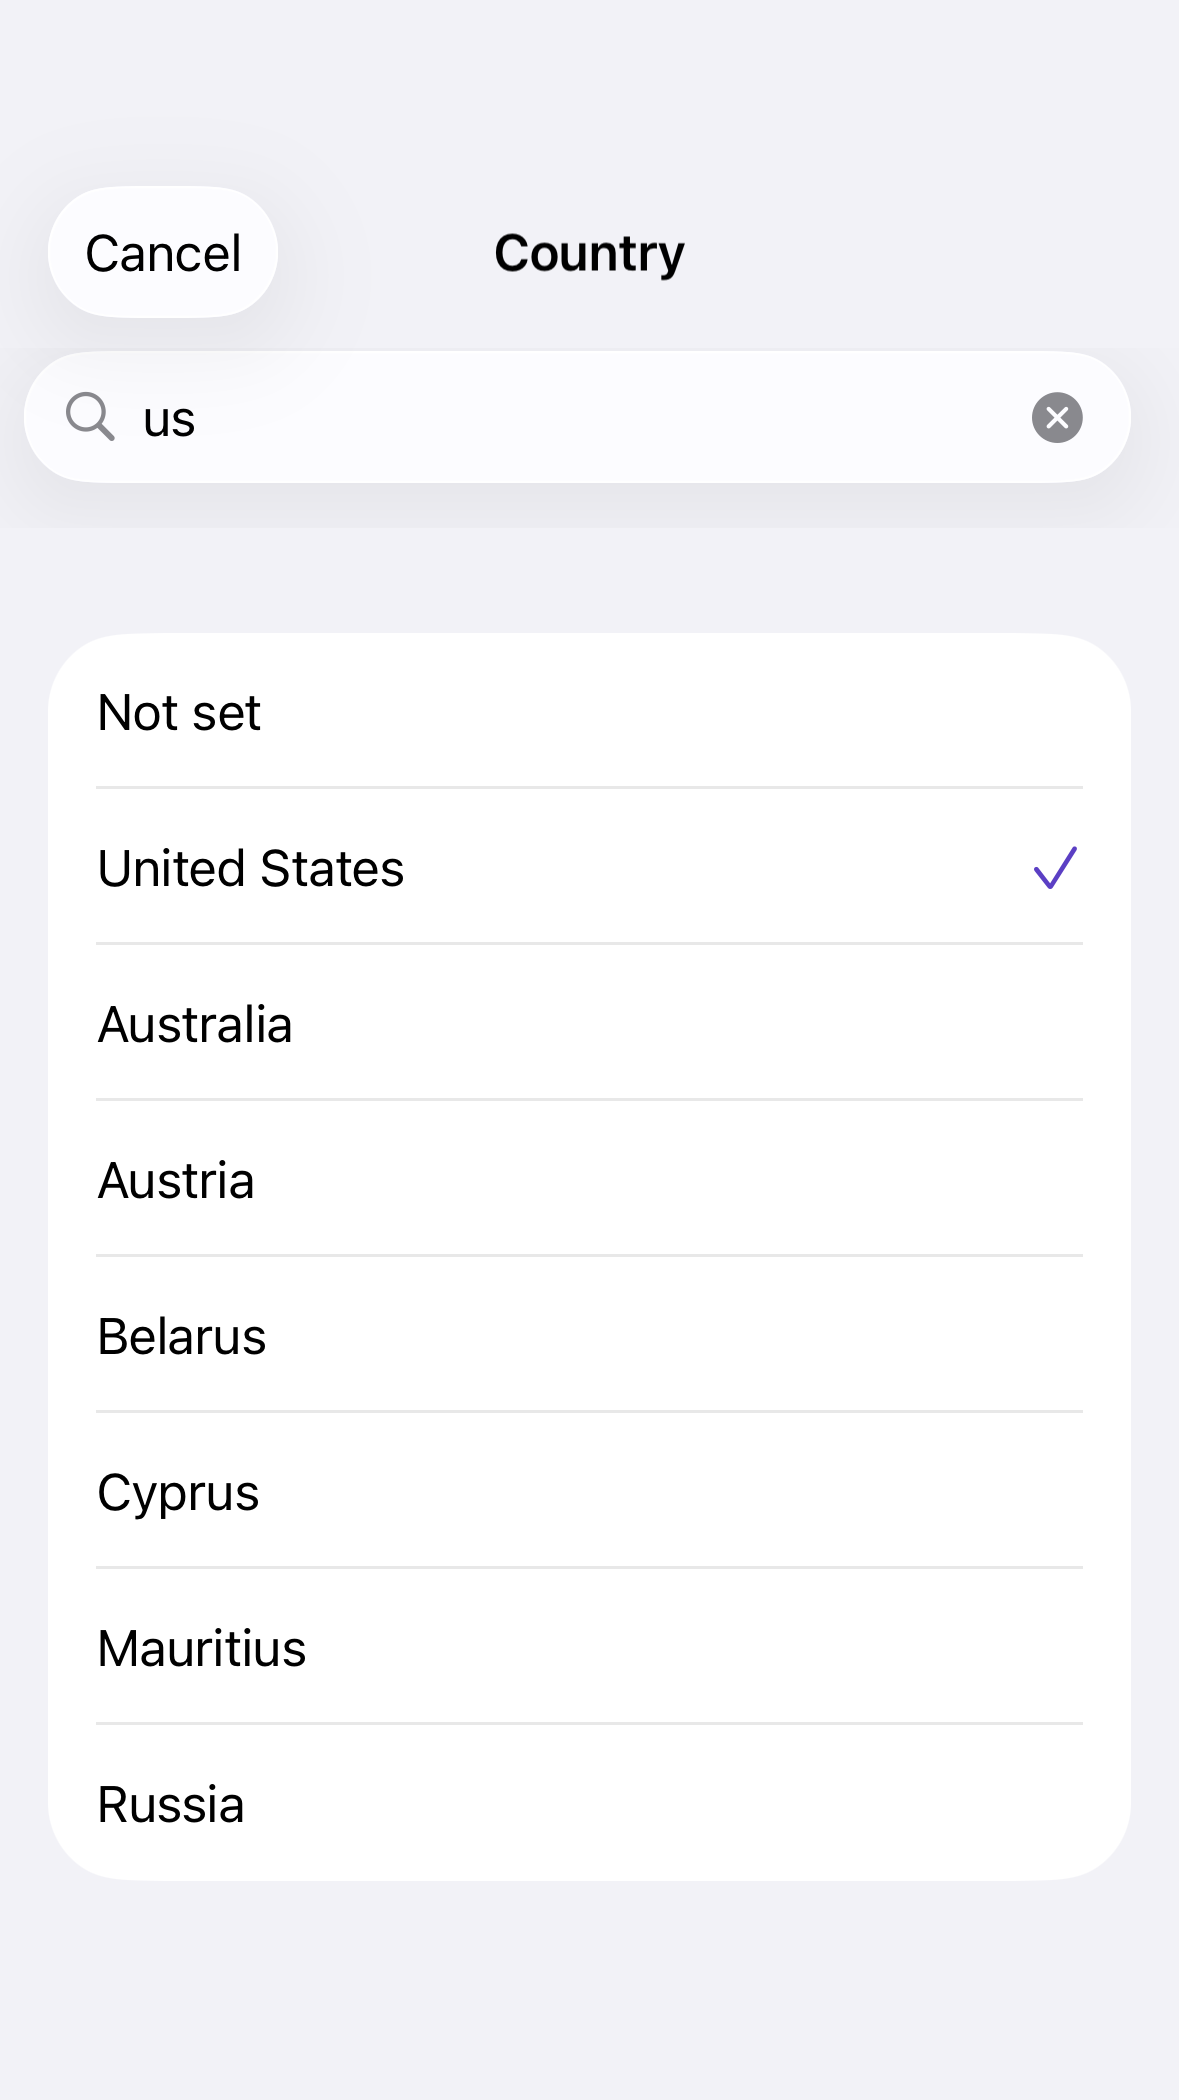 Cancel
Country
us
Not set
United States
Australia
Austria
Belarus
Cyprus
Mauritius
Russia